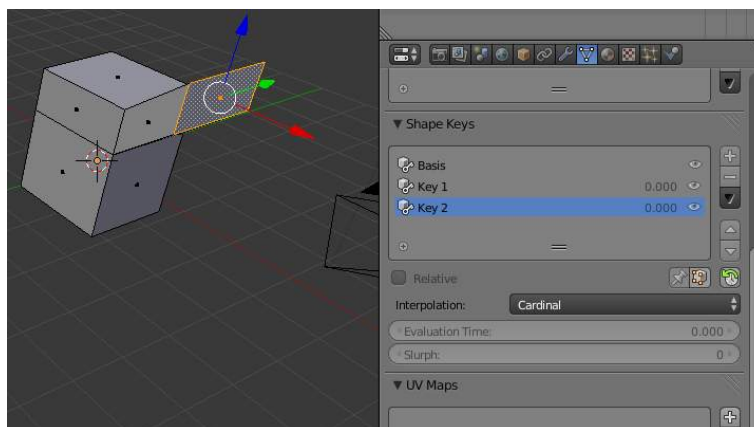 Shape Keys
Basis
Key 1 0.000
Key 2 0.000
Relative
Interpolation: Cardinal
Evaluation Time: 0.000
Slurph: 0
UV Maps